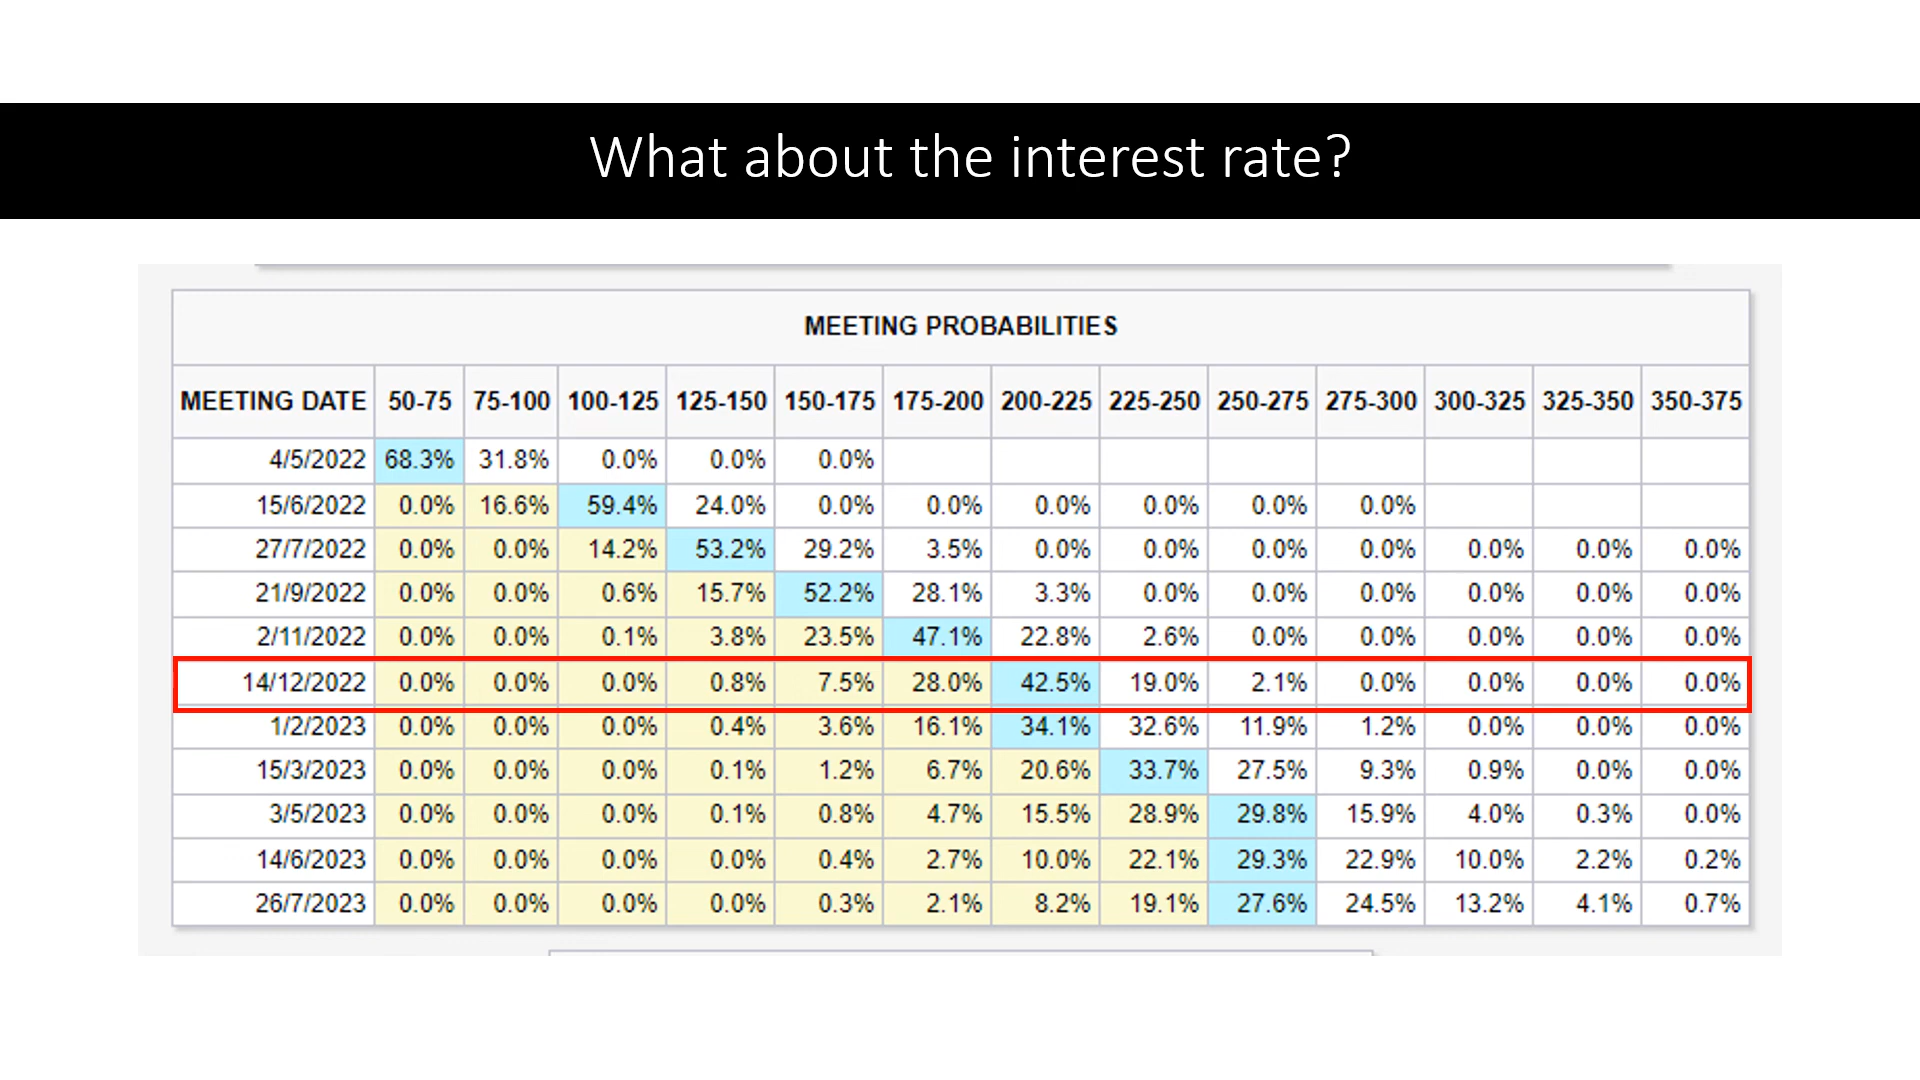 What about the interest rate?
MEETING PROBABILITIES
MEETING DATE 50-75 75-100 100-125 125-150 150-175 175-200 200-225 225-250 250-275 275-300 300-325 325-350 350-375
4/5/2022 68.3% 31.8% 0.0% 0.0% 0.0%
15/6/2022 0.0% 16.6% 59.4% 24.0% 0.0% 0.0% 0.0% 0.0% 0.0% 0.0%
27/7/2022 0.0% 0.0% 14.2% 53.2% 29.2% 3.5% 0.0% 0.0% 0.0% 0.0% 0.0% 0.0% 0.0%
21/9/2022 0.0% 0.0% 0.6% 15.7% 52.2% 28.1% 3.3% 0.0% 0.0% 0.0% 0.0% 0.0% 0.0%
2/11/2022 0.0% 0.0% 0.1% 3.8% 23.5% 47.1% 22.8% 2.6% 0.0% 0.0% 0.0% 0.0% 0.0%
14/12/2022 0.0% 0.0% 0.0% 0.8% 7.5% 28.0% 42.5% 19.0% 2.1% 0.0% 0.0% 0.0% 0.0%
1/2/2023 0.0% 0.0% 0.0% 0.4% 3.6% 16.1% 34.1% 32.6% 11.9% 1.2% 0.0% 0.0% 0.0%
15/3/2023 0.0% 0.0% 0.0% 0.1% 1.2% 6.7% 20.6% 33.7% 27.5% 9.3% 0.9% 0.0% 0.0%
3/5/2023 0.0% 0.0% 0.0% 0.1% 0.8% 4.7% 15.5% 28.9% 29.8% 15.9% 4.0% 0.3% 0.0%
14/6/2023 0.0% 0.0% 0.0% 0.0% 0.4% 2.7% 10.0% 22.1% 29.3% 22.9% 10.0% 2.2% 0.2%
26/7/2023 0.0% 0.0% 0.0% 0.0% 0.3% 2.1% 8.2% 19.1% 27.6% 24.5% 13.2% 4.1% 0.7%